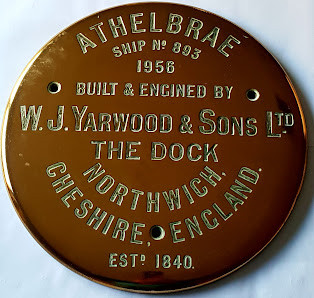 ATHELBRAE
SHIP Nº 893
1956
BUILT & ENGINED BY
W. J. YARWOOD & SONS LTD
THE DOCK
NORTHWICH,
CHESHIRE, ENGLAND.
ESTD 1840.